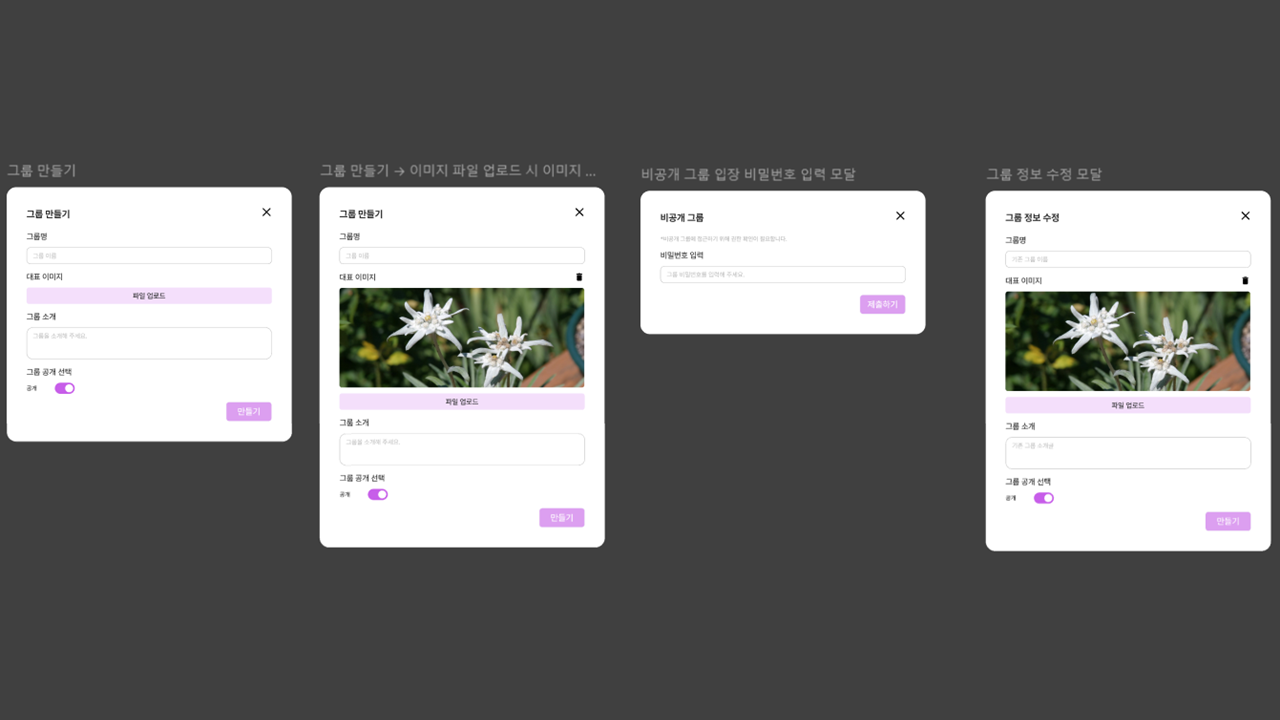 그룹 만들기
그룹 만들기
그룹명
그룹 이름
대표 이미지
파일 업로드
그룹 소개
그룹을 소개해 주세요.
그룹 공개 선택
공개
만들기
그룹 만들기 → 이미지 파일 업로드 시 이미지 ...
그룹 만들기
그룹명
그룹 이름
대표 이미지
파일 업로드
그룹 소개
그룹을 소개해 주세요.
그룹 공개 선택
공개
만들기
비공개 그룹 입장 비밀번호 입력 모달
비공개 그룹
*비공개 그룹에 접근하기 위해 권한 확인이 필요합니다.
비밀번호 입력
그룹 비밀번호를 입력해 주세요.
제출하기
그룹 정보 수정 모달
그룹 정보 수정
그룹명
기존 그룹 이름
대표 이미지
파일 업로드
그룹 소개
기존 그룹 소개글
그룹 공개 선택
공개
만들기